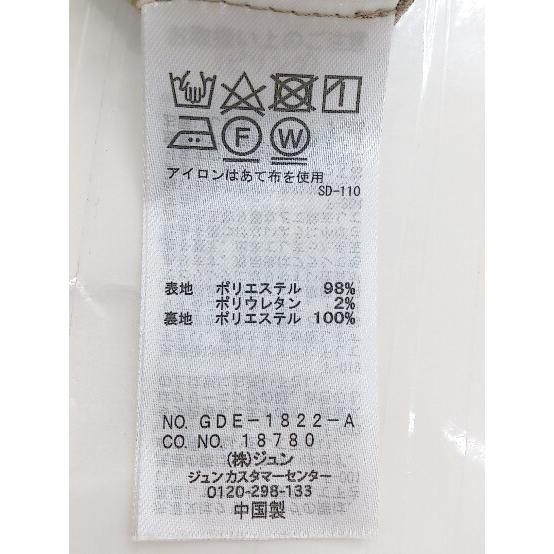 F W
アイロンはあて布を使用
SD-110
表地 ポリエステル 98%
ポリウレタン 2%
裏地 ポリエステル 100%
NO. GDE-1822-A
CO. NO. 18780
(株)ジュン
ジュン カスタマーセンター
0120-298-133
中国製